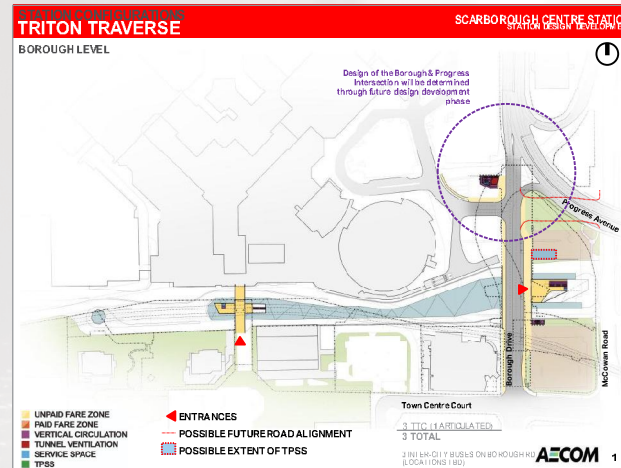 STATION CONFIGURATIONS
TRITON TRAVERSE
SCARBOROUGH CENTRE STATIO
STATION DESIGN DEVELOPME
BOROUGH LEVEL
Design of the Borough & Progress
Intersection will be determined
through future design development
phase
Progress Avenue
Borough Drive
McCowan Road
Town Centre Court
UNPAID FARE ZONE
PAID FARE ZONE
VERTICAL CIRCULATION
TUNNEL VENTILATION
SERVICE SPACE
TPSS
ENTRANCES
POSSIBLE FUTURE ROAD ALIGNMENT
POSSIBLE EXTENT OF TPSS
3 TTC (1 ARTICULATED)
3 TOTAL
3 INTER-CITY BUSES ON BOROUGH RD
(LOCATIONS TBD)
AECOM
1